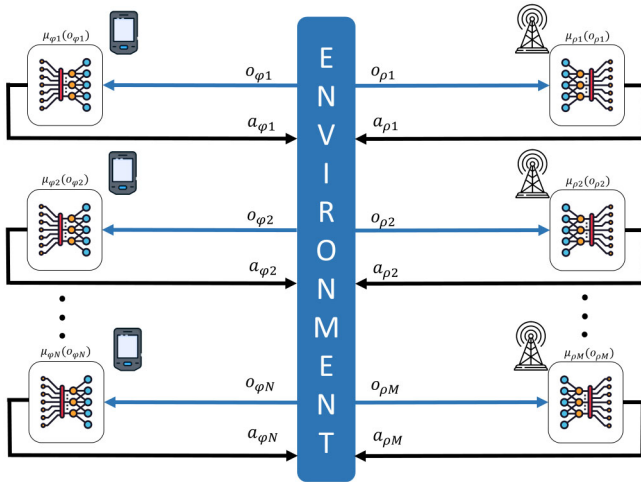 μφ1(oφ1)
oφ1
oρ1
μρ1(oρ1)
aφ1
aρ1
μφ2(oφ2)
oφ2
oρ2
μρ2(oρ2)
aφ2
aρ2
μφN(oφN)
oφN
oρM
μρM(oρM)
aφN
aρM
ENVIRONMENT